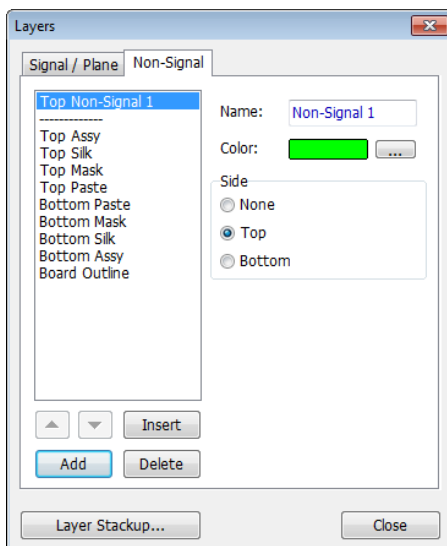 Layers
Signal / Plane
Non-Signal
Top Non-Signal 1
-------------
Top Assy
Top Silk
Top Mask
Top Paste
Bottom Paste
Bottom Mask
Bottom Silk
Bottom Assy
Board Outline
Insert
Add
Delete
Name:
Non-Signal 1
Color:
...
Side
None
Top
Bottom
Layer Stackup...
Close